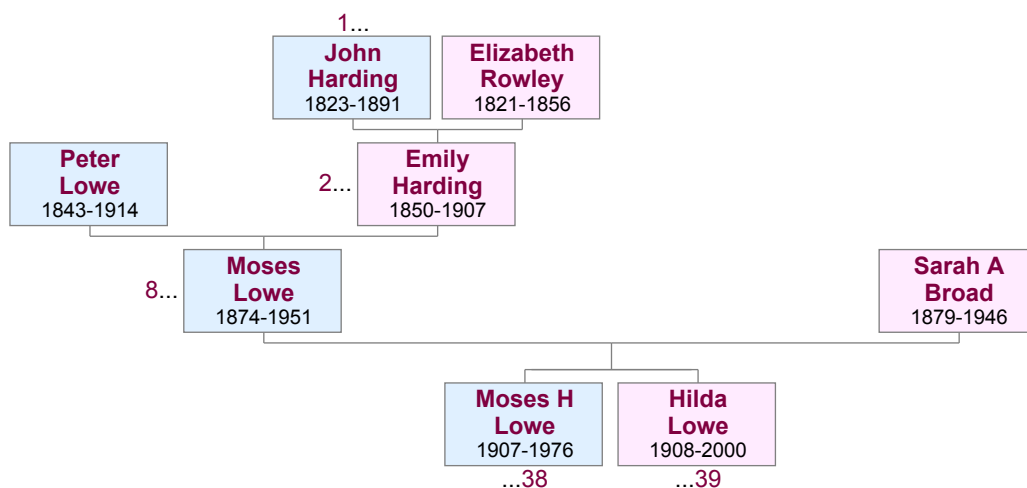 1...
John
Harding
1823-1891
Elizabeth
Rowley
1821-1856
Peter
Lowe
1843-1914
2...
Emily
Harding
1850-1907
8...
Moses
Lowe
1874-1951
Sarah A
Broad
1879-1946
Moses H
Lowe
1907-1976
...38
Hilda
Lowe
1908-2000
...39